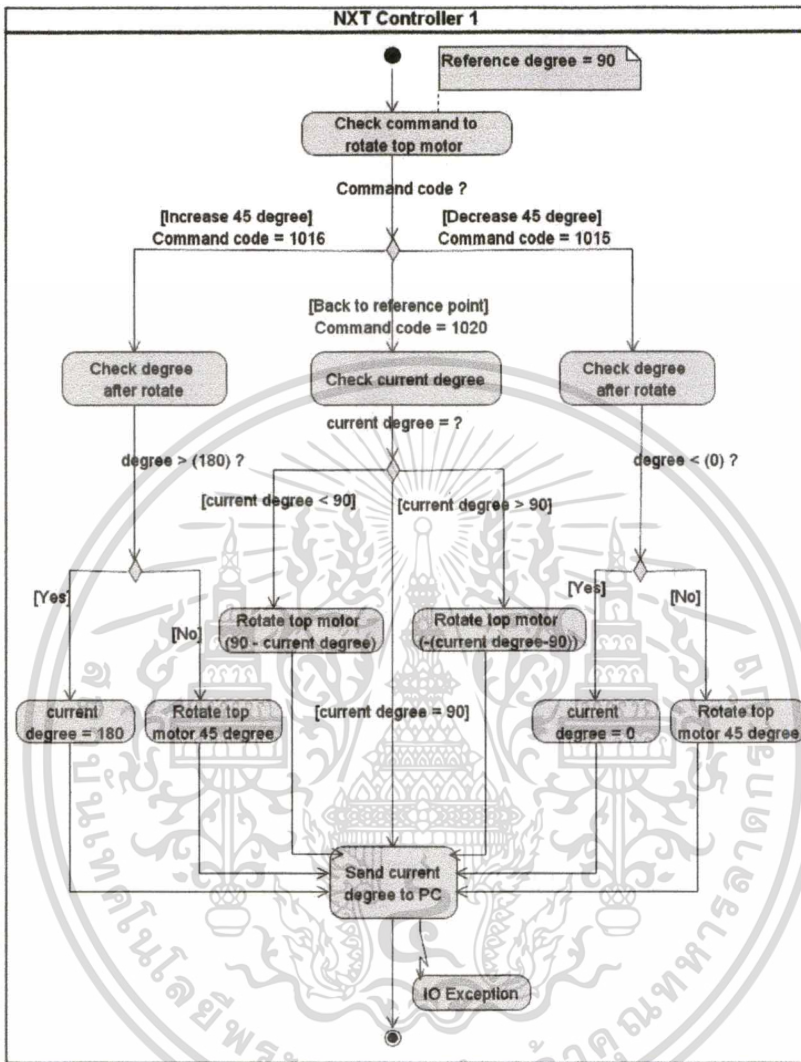 NXT Controller 1
Reference degree = 90
Check command to
rotate top motor
Command code ?
[Increase 45 degree]
Command code = 1016
[Decrease 45 degree]
Command code = 1015
[Back to reference point]
Command code = 1020
Check degree
after rotate
Check current degree
Check degree
after rotate
current degree = ?
degree > (180) ?
degree < (0) ?
[current degree < 90]
[current degree > 90]
[Yes]
[No]
Rotate top motor
(90 - current degree)
Rotate top motor
(-(current degree-90))
[Yes]
[No]
current
degree = 180
Rotate top
motor 45 degree
[current degree = 90]
current
degree = 0
Rotate top
motor 45 degree
Send current
degree to PC
IO Exception